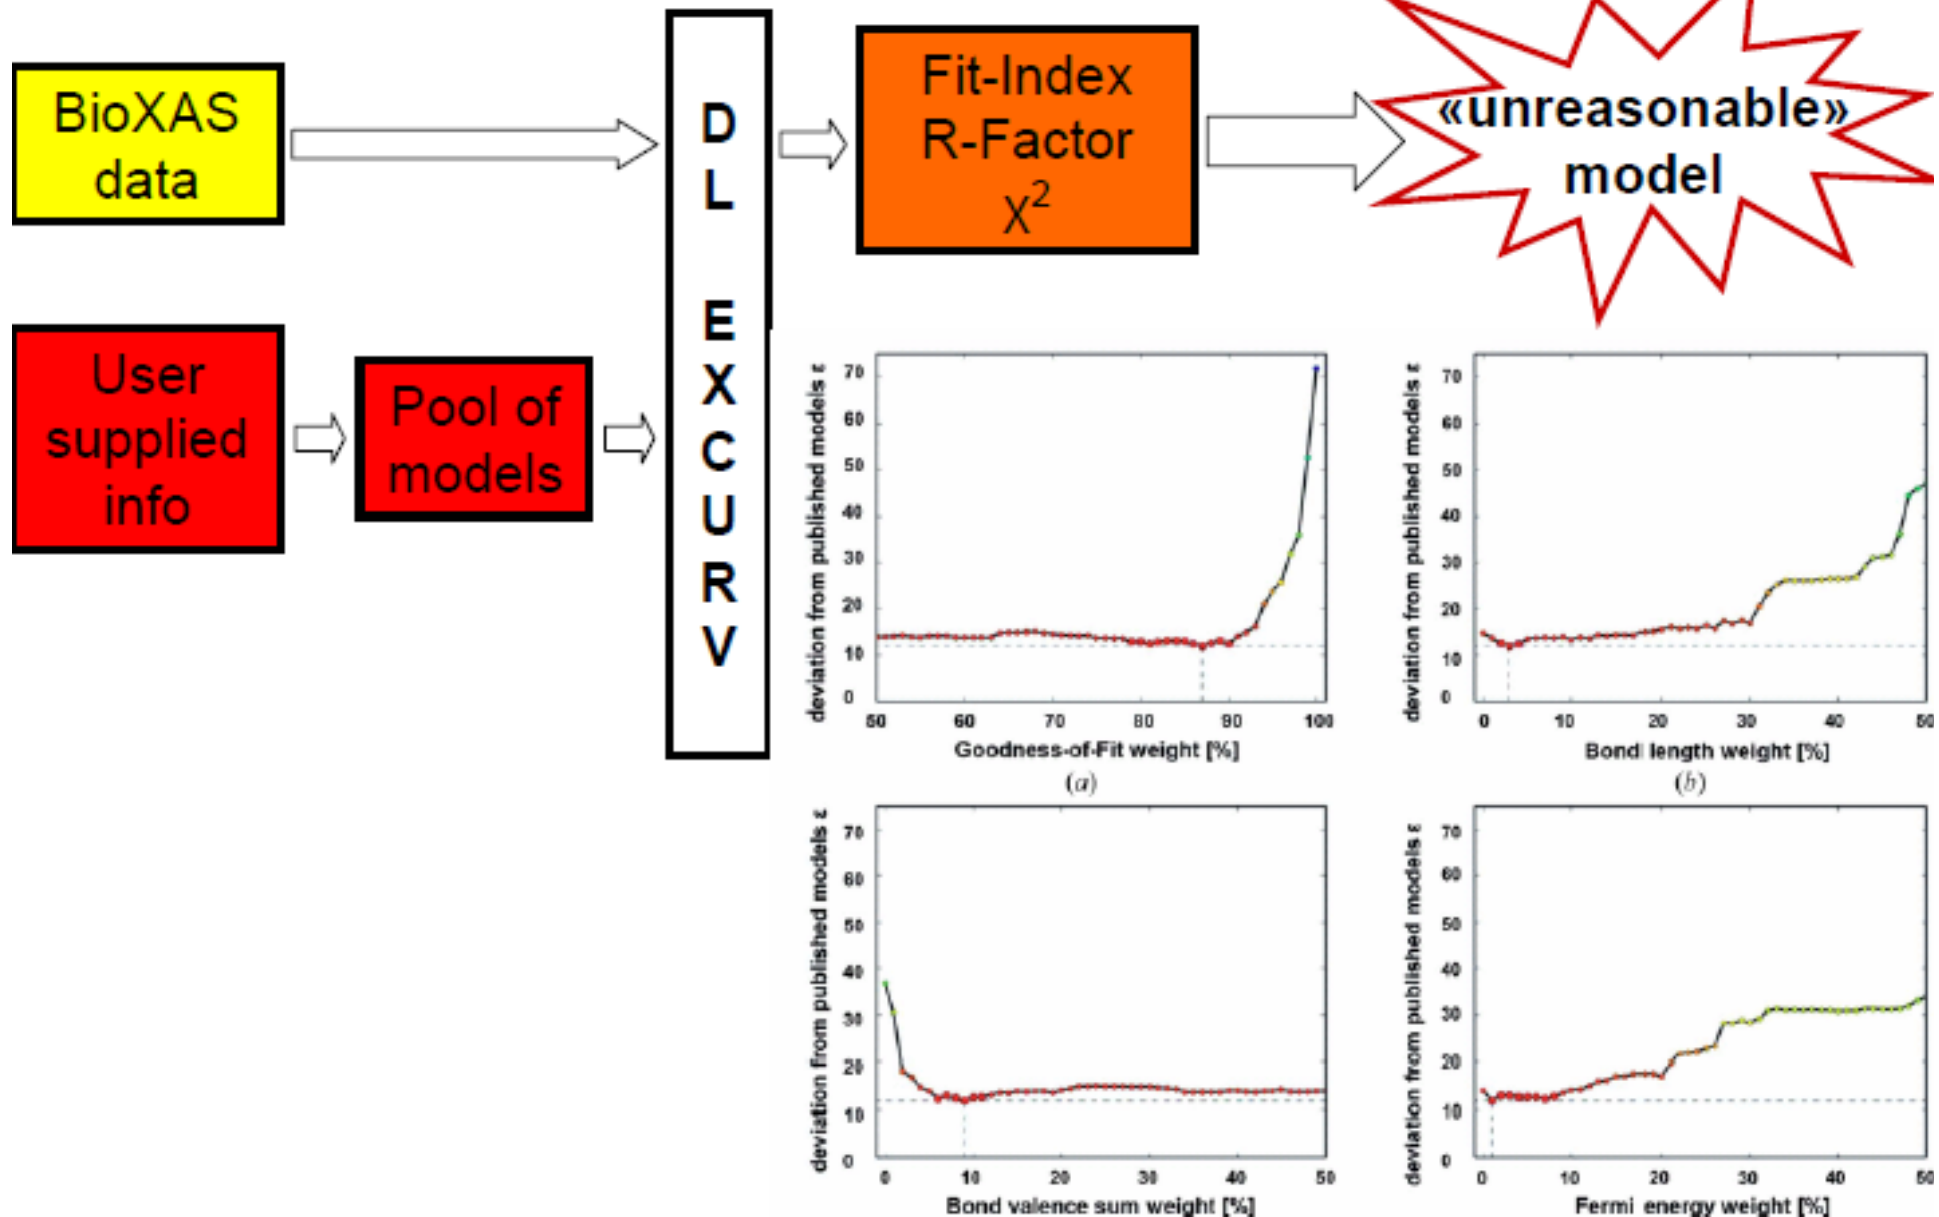 BioXAS
data
User
supplied
info
Pool of
models
D
L
E
X
C
U
R
V
Fit-Index
R-Factor
X²
«unreasonable»
model
deviation from published models ε
70
60
50
40
30
20
10
0
50 60 70 80 90 100
Goodness-of-Fit weight [%]
(a)
deviation from published models ε
70
60
50
40
30
20
10
0
0 10 20 30 40 50
Bond length weight [%]
(b)
deviation from published models ε
70
60
50
40
30
20
10
0
0 10 20 30 40 50
Bond valence sum weight [%]
deviation from published models ε
70
60
50
40
30
20
10
0
0 10 20 30 40 50
Fermi energy weight [%]